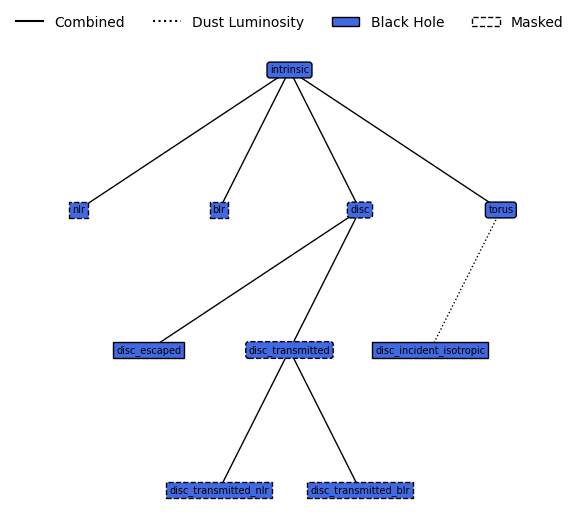 Combined Dust Luminosity Black Hole Masked
intrinsic
nlr blr disc torus
disc_escaped disc_transmitted disc_incident_isotropic
disc_transmitted_nlr disc_transmitted_blr